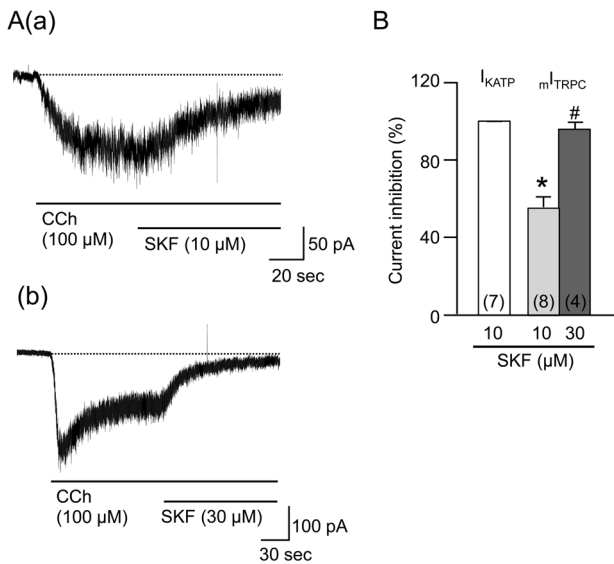 A(a)
CCh
(100 µM)
SKF (10 µM)
50 pA
20 sec
(b)
CCh
(100 µM)
SKF (30 µM)
100 pA
30 sec
B
IKATP
mITRPC
Current inhibition (%)
120
80
40
0
*
#
(7)
(8)
(4)
10
10
30
SKF (µM)